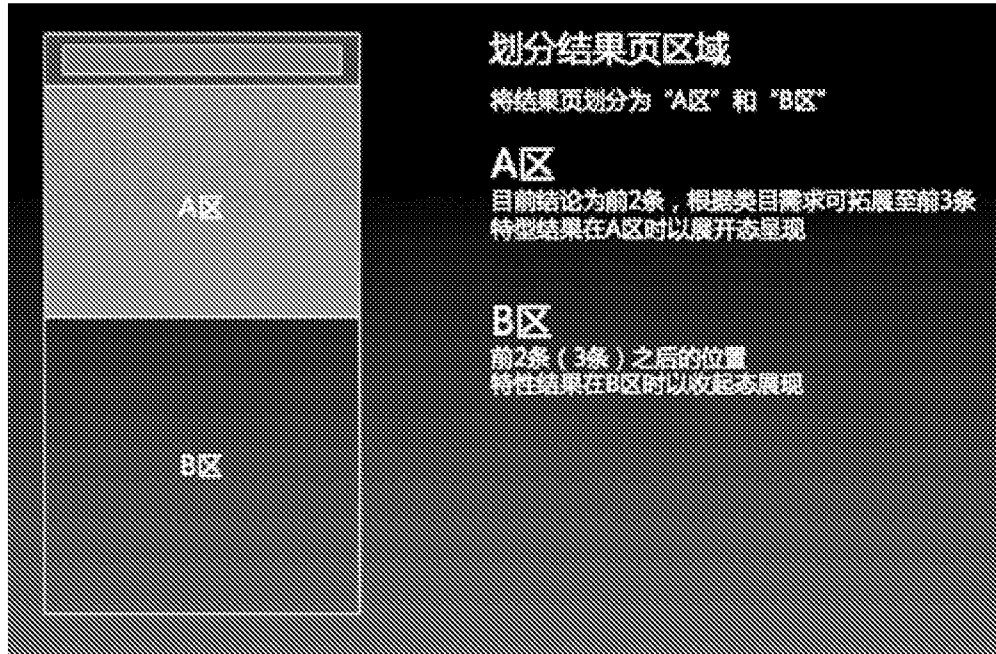 划分结果页区域
将结果页划分为“A区”和“B区”
A区
目前结论为前2条，根据类目需求可拓展至前3条
特型结果在A区时以展开态呈现
B区
前2条（3条）之后的位置
特性结果在B区时以收起态展现
A区
B区